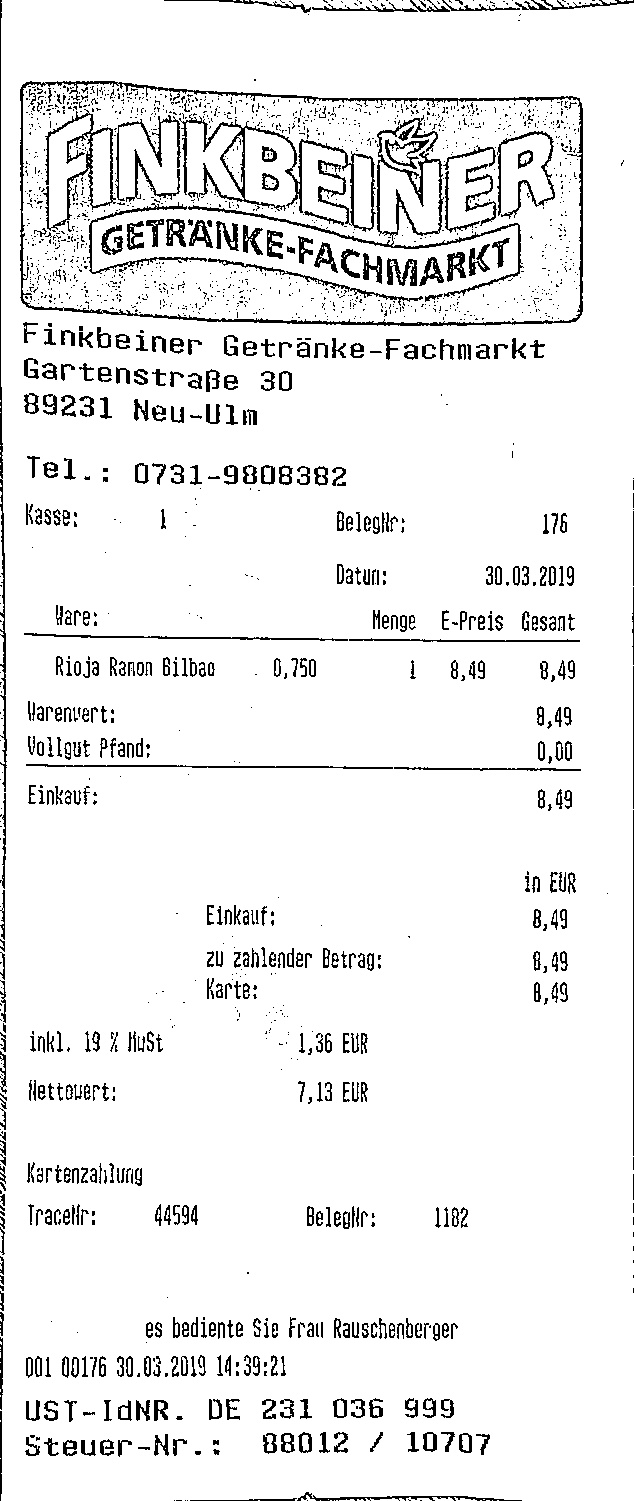 FINKBEINER
GETRÄNKE-FACHMARKT
Finkbeiner Getränke-Fachmarkt
Gartenstraße 30
89231 Neu-Ulm
Tel.: 0731-9808382
Kasse: 1 BelegNr: 176
Datum: 30.03.2019
Ware: Menge E-Preis Gesamt
Rioja Ramon Bilbao 0,750 1 8,49 8,49
Warenwert: 8,49
Vollgut Pfand: 0,00
Einkauf: 8,49
in EUR
Einkauf: 8,49
zu zahlender Betrag: 8,49
Karte: 8,49
inkl. 19 % MwSt 1,36 EUR
Nettowert: 7,13 EUR
Kartenzahlung
TraceNr: 44594 BelegNr: 1182
es bediente Sie Frau Rauschenberger
001 00176 30.03.2019 14:39:21
UST-IdNR. DE 231 036 999
Steuer-Nr.: 88012 / 10707